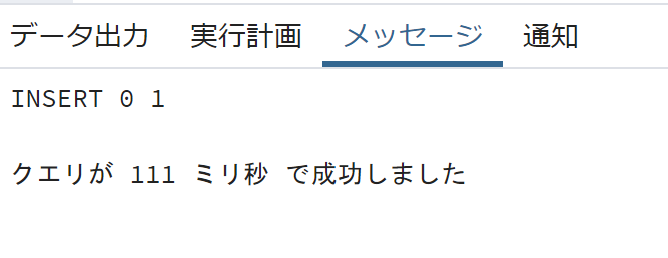 データ出力 実行計画 メッセージ 通知
INSERT 0 1
クエリが 111 ミリ秒 で成功しました